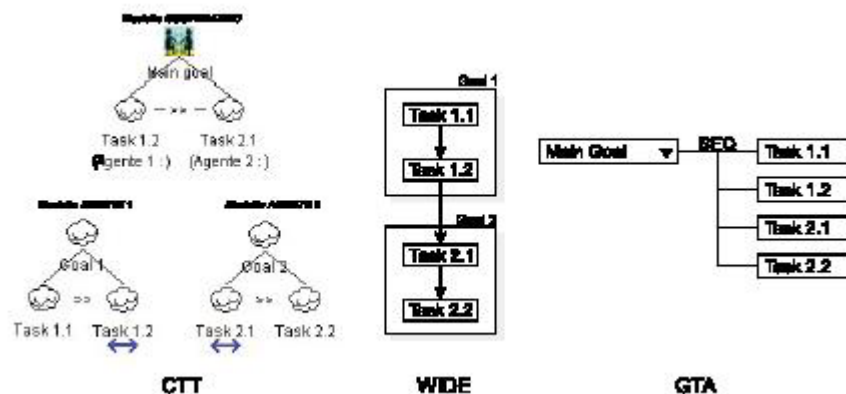 Main goal
>>
Task 1.2 Task 2.1
(Agente 1 :) (Agente 2 :)
Goal 1
>>
Task 1.1 Task 1.2
Goal 2
>>
Task 2.1 Task 2.2
CTT
Goal 1
Task 1.1
Task 1.2
Goal 2
Task 2.1
Task 2.2
WIDE
Main Goal
SEQ
Task 1.1
Task 1.2
Task 2.1
Task 2.2
GTA